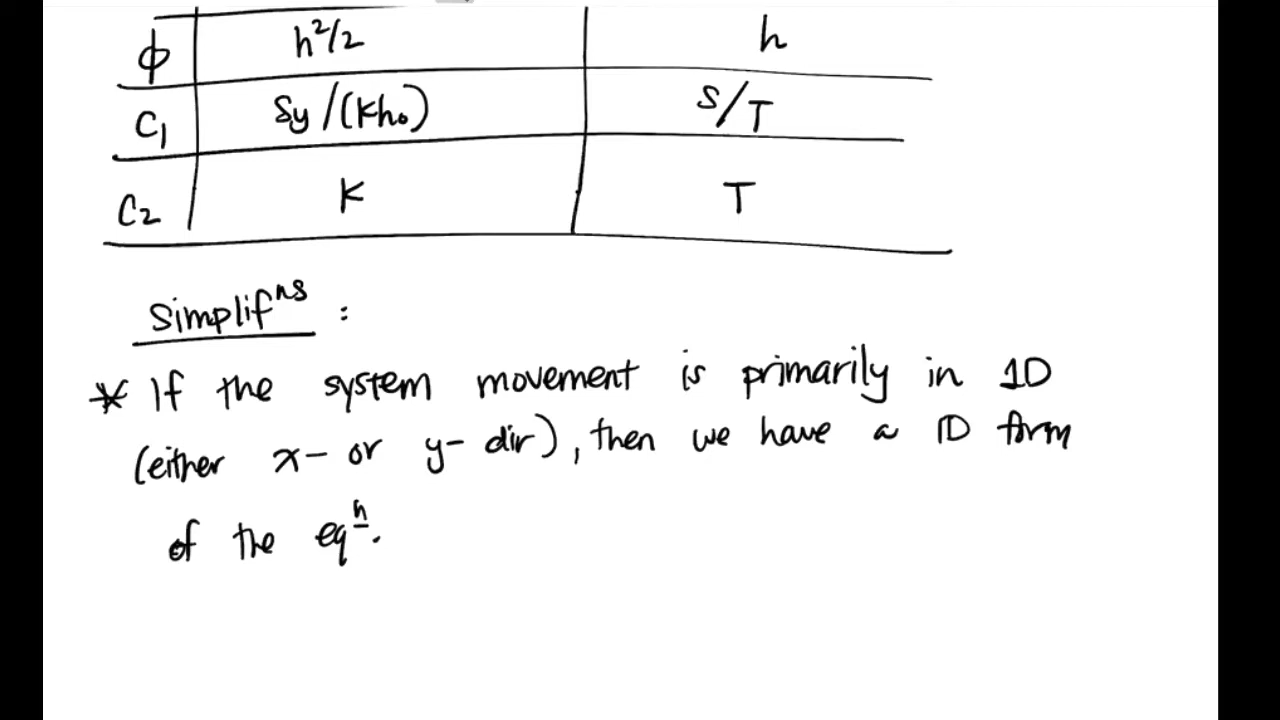 ϕ h²/2 h
C₁ Sy/(Kh₀) S/T
C₂ K T
Simplifⁿˢ :
* If the system movement is primarily in 1D
(either x- or y-dir), then we have a 1D form
of the eqⁿ.